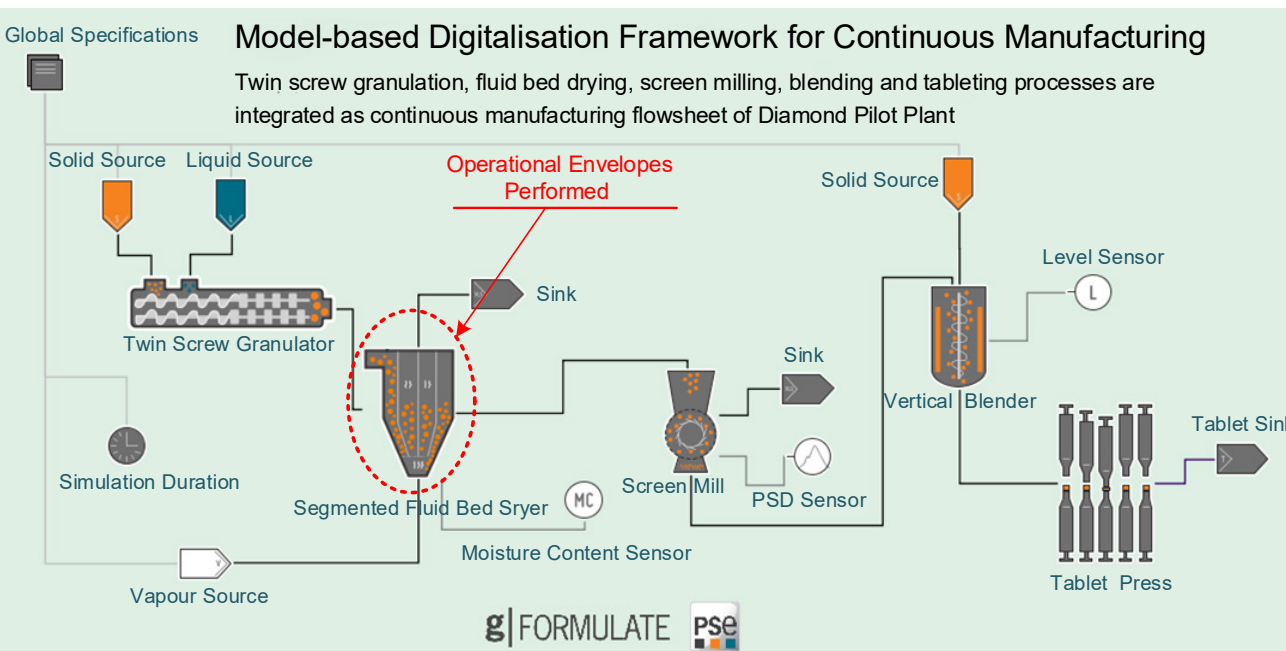 Global Specifications
Model-based Digitalisation Framework for Continuous Manufacturing
Twin screw granulation, fluid bed drying, screen milling, blending and tableting processes are
integrated as continuous manufacturing flowsheet of Diamond Pilot Plant
Solid Source
Liquid Source
Operational Envelopes
Performed
Solid Source
Level Sensor
L
Sink
Twin Screw Granulator
Sink
Vertical Blender
Tablet Sink
Simulation Duration
Screen Mill
PSD Sensor
Segmented Fluid Bed Sryer
MC
Moisture Content Sensor
Vapour Source
Tablet Press
g|FORMULATE PSe